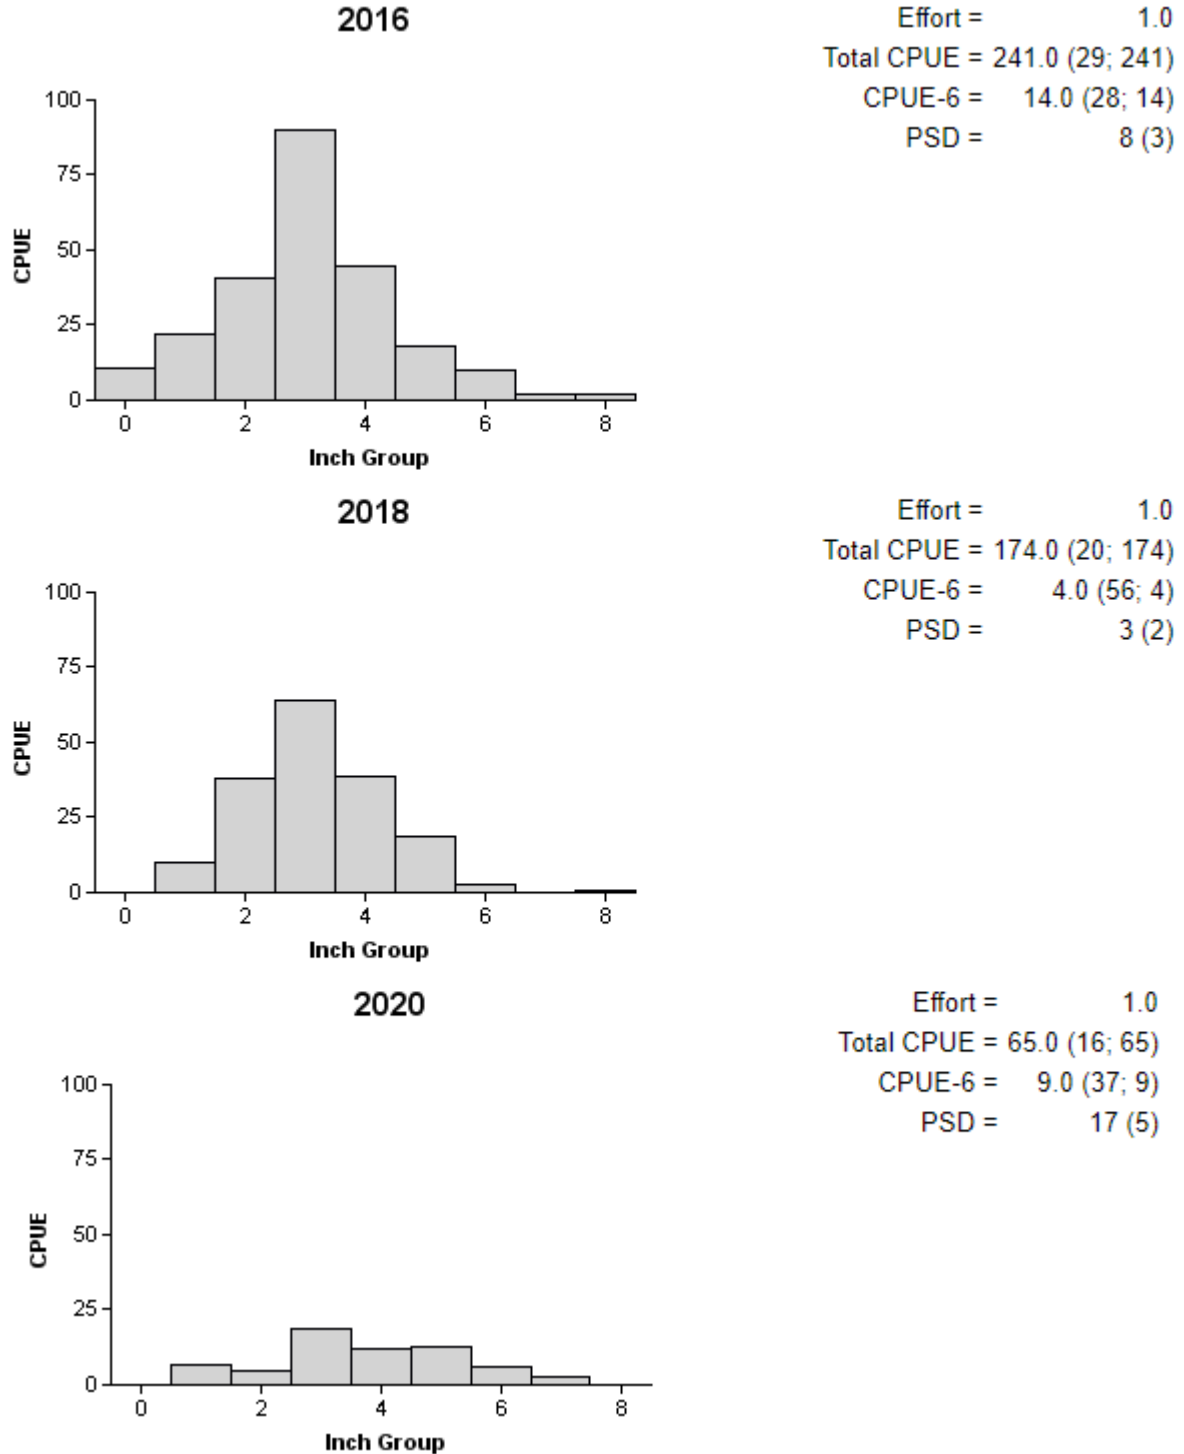 2016
Effort = 1.0
Total CPUE = 241.0 (29; 241)
CPUE-6 = 14.0 (28; 14)
PSD = 8 (3)
100
75
50
25
0
CPUE
0 2 4 6 8
Inch Group
2018
Effort = 1.0
Total CPUE = 174.0 (20; 174)
CPUE-6 = 4.0 (56; 4)
PSD = 3 (2)
100
75
50
25
0
CPUE
0 2 4 6 8
Inch Group
2020
Effort = 1.0
Total CPUE = 65.0 (16; 65)
CPUE-6 = 9.0 (37; 9)
PSD = 17 (5)
100
75
50
25
0
CPUE
0 2 4 6 8
Inch Group